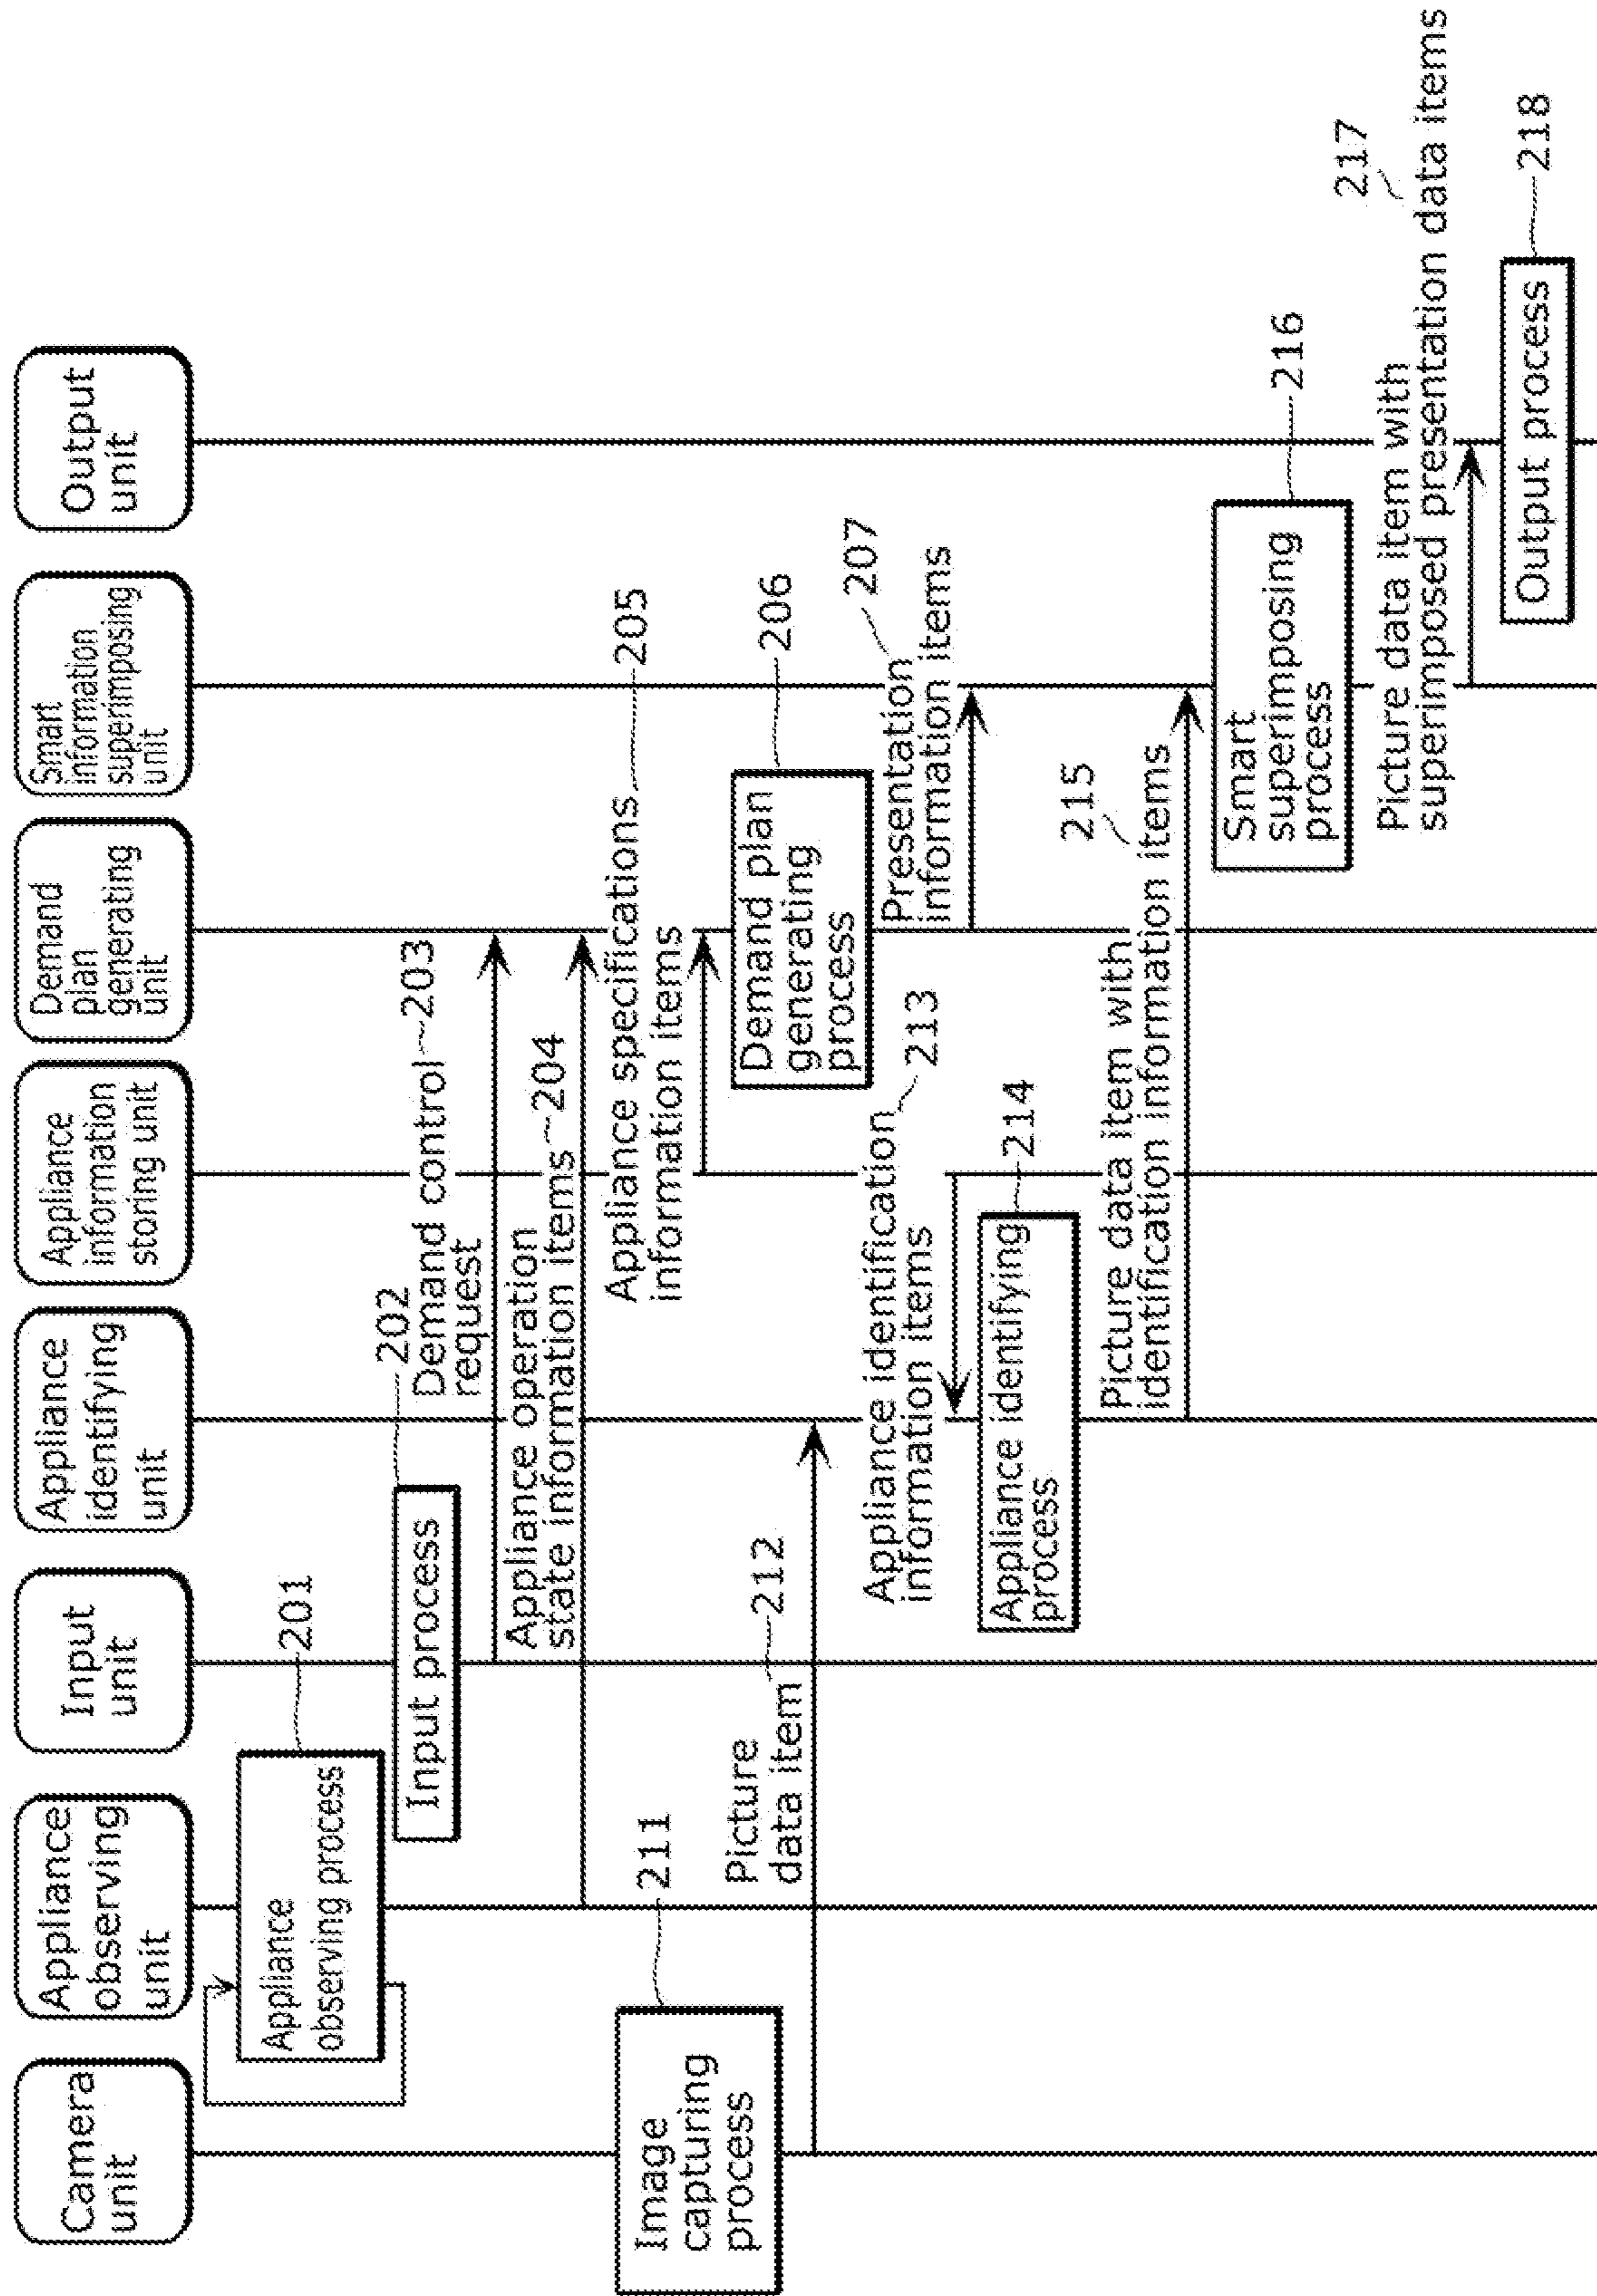 Camera
unit
Appliance
observing
unit
Input
unit
Appliance
identifying
unit
Appliance
information
storing unit
Demand
plan
generating
unit
Smart
information
superimposing
unit
Output
unit
Appliance
observing process
201
Input process
202
Demand control 203
request
Appliance operation
state information items 204
Appliance specifications 205
information items
Image
capturing
process
211
Demand plan
generating
process
206
Picture
data item 212
207
Presentation
information items
Appliance identification 213
information items
Appliance identifying
process
214
215
Picture data item with
identification information items
Smart
superimposing
process
216
217
Picture data item with
superimposed presentation data items
Output process
218